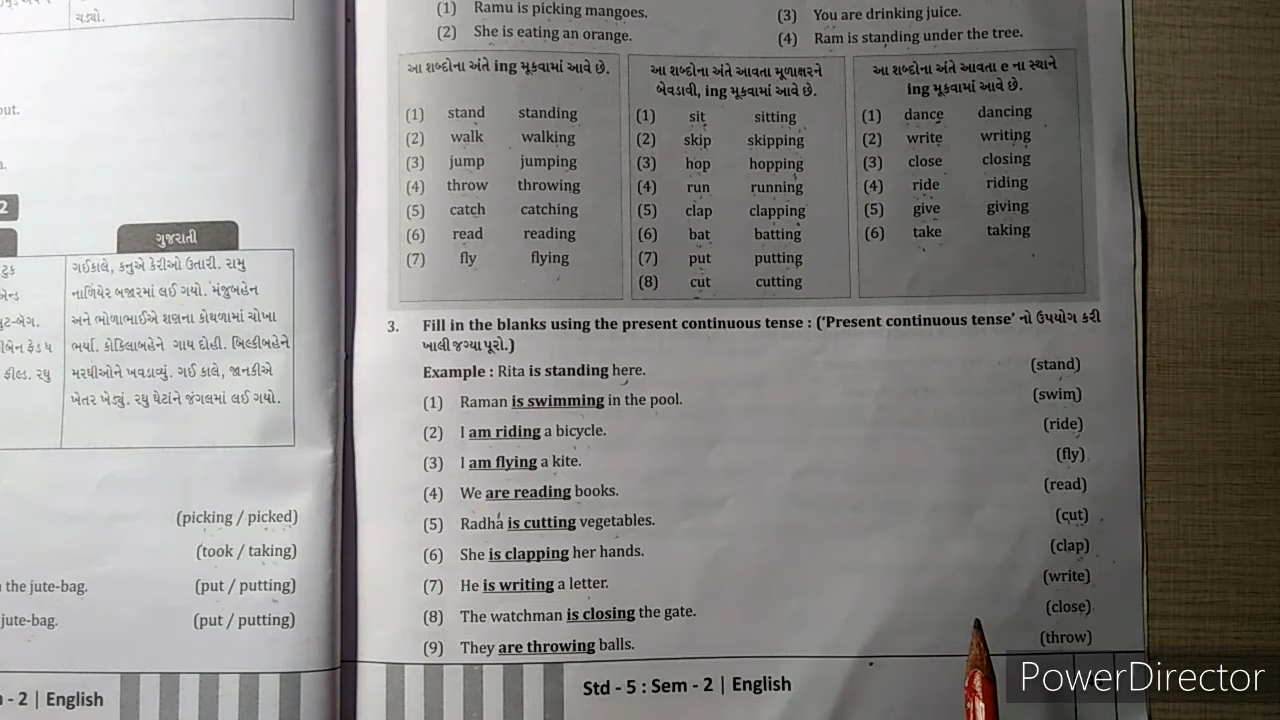 ચડ્યો.
out.
2
ગુજરાતી
ગઈકાલે, કનુએ કેરીઓ ઉતારી. રામુ
નાળિયેર બજારમાં લઈ ગયો. મંજુબહેન
અને ભોળાભાઈએ શણના કોથળામાં ચોખા
ભર્યા. કોકિલાબહેને ગાય દોહી. બિલ્કીબહેને
મરઘીઓને ખવડાવ્યું. ગઈ કાલે, જાનકીએ
ખેતર ખેડ્યું. રઘુ ઘેટાંને જંગલમાં લઈ ગયો.
(picking / picked)
(took / taking)
the jute-bag. (put / putting)
jute-bag. (put / putting)
- 2 | English
(1) Ramu is picking mangoes. (3) You are drinking juice.
(2) She is eating an orange. (4) Ram is standing under the tree.
આ શબ્દોના અંતે ing મૂકવામાં આવે છે.
(1) stand standing
(2) walk walking
(3) jump jumping
(4) throw throwing
(5) catch catching
(6) read reading
(7) fly flying
આ શબ્દોના અંતે આવતા મૂળાક્ષરને
બેવડાવી, ing મૂકવામાં આવે છે.
(1) sit sitting
(2) skip skipping
(3) hop hopping
(4) run running
(5) clap clapping
(6) bat batting
(7) put putting
(8) cut cutting
આ શબ્દોના અંતે આવતા e ના સ્થાને
ing મૂકવામાં આવે છે.
(1) dance dancing
(2) write writing
(3) close closing
(4) ride riding
(5) give giving
(6) take taking
3. Fill in the blanks using the present continuous tense : ('Present continuous tense' નો ઉપયોગ કરી
ખાલી જગ્યા પૂરો.)
Example : Rita is standing here. (stand)
(1) Raman is swimming in the pool. (swim)
(2) I am riding a bicycle. (ride)
(3) I am flying a kite. (fly)
(4) We are reading books. (read)
(5) Radha is cutting vegetables. (cut)
(6) She is clapping her hands. (clap)
(7) He is writing a letter. (write)
(8) The watchman is closing the gate. (close)
(9) They are throwing balls. (throw)
Std - 5 : Sem - 2 | English
PowerDirector